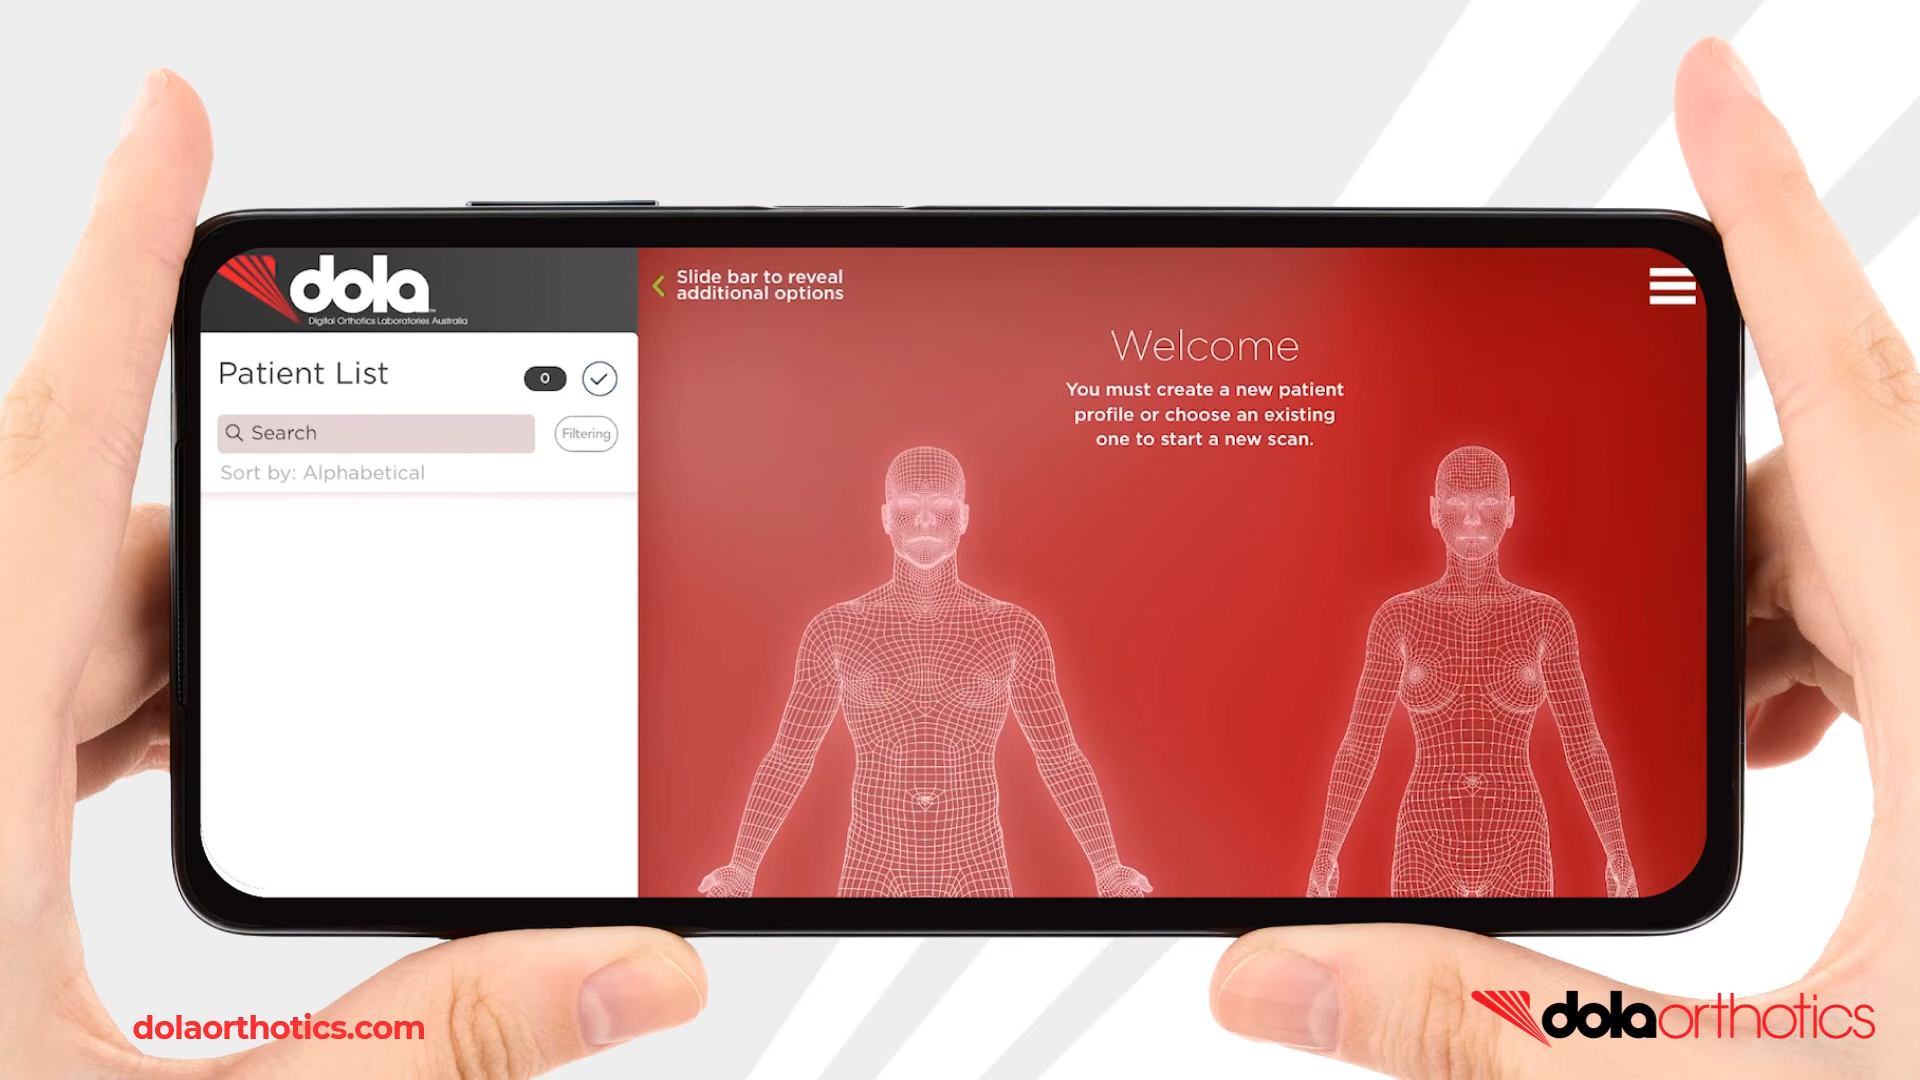 dola
Digital Orthotics Laboratories Australia
Patient List
0
Search
Filtering
Sort by: Alphabetical
Slide bar to reveal
additional options
Welcome
You must create a new patient
profile or choose an existing
one to start a new scan.
dolaorthotics.com
dolaorthotics